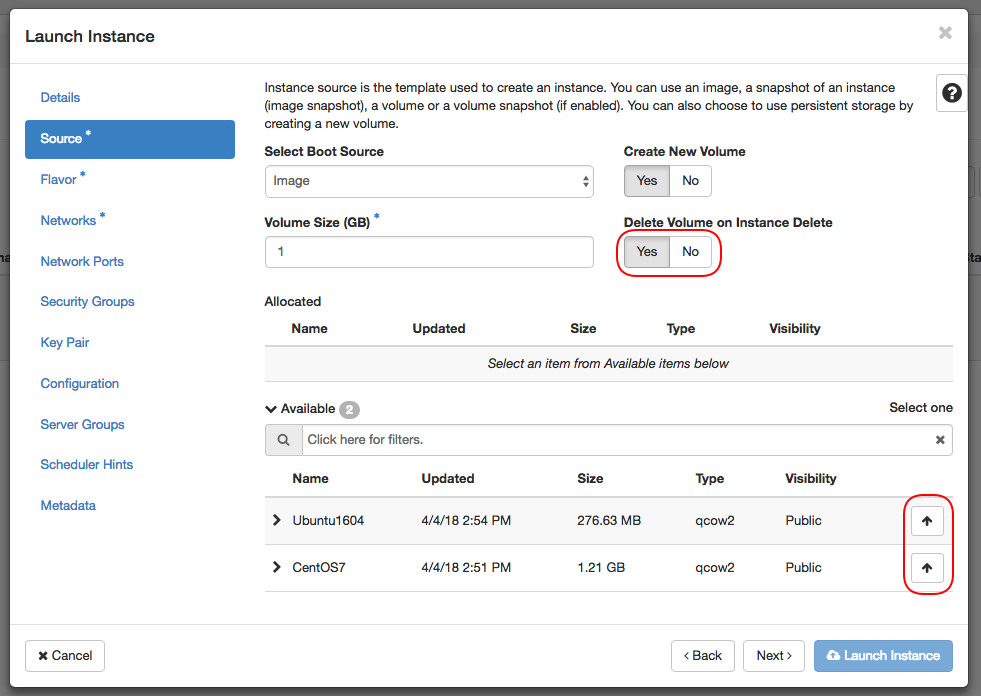 Launch Instance
Details
Source *
Flavor *
Networks *
Network Ports
Security Groups
Key Pair
Configuration
Server Groups
Scheduler Hints
Metadata
Instance source is the template used to create an instance. You can use an image, a snapshot of an instance
(image snapshot), a volume or a volume snapshot (if enabled). You can also choose to use persistent storage by
creating a new volume.
Select Boot Source Create New Volume
Image Yes No
Volume Size (GB) * Delete Volume on Instance Delete
1 Yes No
Allocated
Name Updated Size Type Visibility
Select an item from Available items below
Available 2 Select one
Click here for filters.
Name Updated Size Type Visibility
Ubuntu1604 4/4/18 2:54 PM 276.63 MB qcow2 Public
CentOS7 4/4/18 2:51 PM 1.21 GB qcow2 Public
Cancel < Back Next > Launch Instance